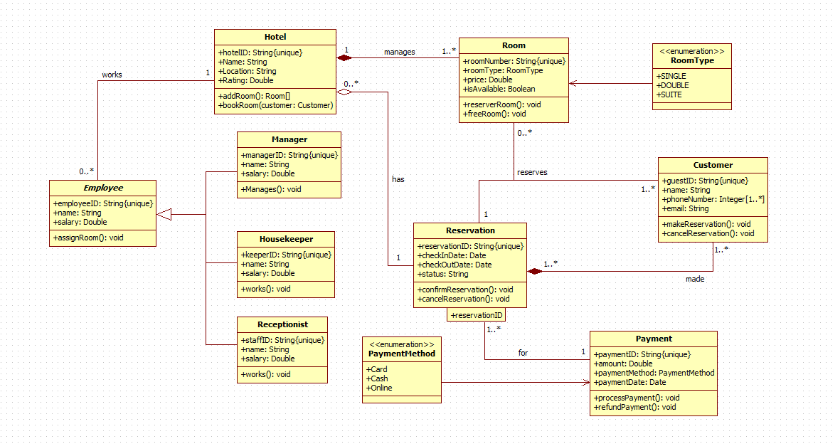 Hotel
+hotelID: String{unique}
+Name: String
+Location: String
+Rating: Double
+addRoom(): Room[]
+bookRoom(customer: Customer)
1
manages
1..*
Room
+roomNumber: String{unique}
+roomType: RoomType
+price: Double
+isAvailable: Boolean
+reserverRoom(): void
+freeRoom(): void
<<enumeration>>
RoomType
+SINGLE
+DOUBLE
+SUITE
works
1
0..*
0..*
0..*
Manager
+managerID: String{unique}
+name: String
+salary: Double
+Manages(): void
Employee
+employeeID: String{unique}
+name: String
+salary: Double
+assignRoom(): void
has
1
reserves
1..*
1
Customer
+guestID: String{unique}
+name: String
+phoneNumber: Integer[1..*]
+email: String
+makeReservation(): void
+cancelReservation(): void
1..*
Housekeeper
+keeperID: String{unique}
+name: String
+salary: Double
+works(): void
Reservation
+reservationID: String{unique}
+checkInDate: Date
+checkOutDate: Date
+status: String
+confirmReservation(): void
+cancelReservation(): void
+reservationID
1..*
made
1..*
for
1
Receptionist
+staffID: String{unique}
+name: String
+salary: Double
+works(): void
<<enumeration>>
PaymentMethod
+Card
+Cash
+Online
Payment
+paymentID: String{unique}
+amount: Double
+paymentMethod: PaymentMethod
+paymentDate: Date
+processPayment(): void
+refundPayment(): void